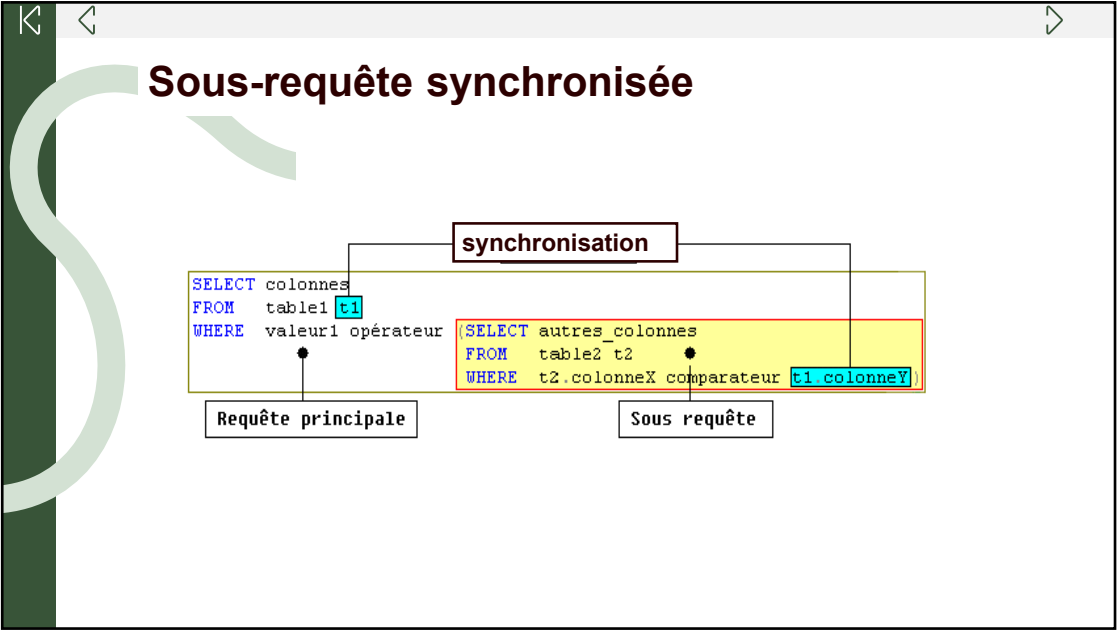 Sous-requête synchronisée
synchronisation
SELECT colonnes
FROM table1 t1
WHERE valeur1 opérateur (SELECT autres_colonnes
FROM table2 t2
WHERE t2.colonneX comparateur t1.colonneY)
Requête principale
Sous requête